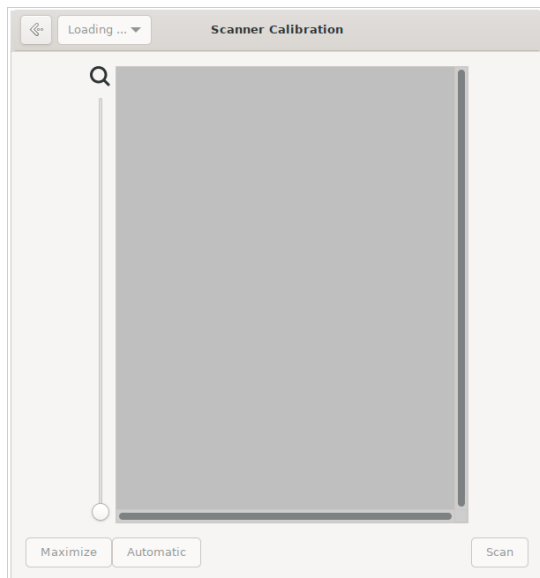 Loading ...
Scanner Calibration
Maximize
Automatic
Scan